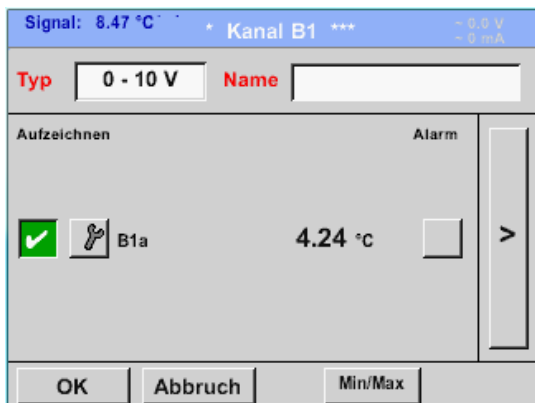 Signal: 8.47 °C * Kanal B1 *** ~ 0.0 V
~ 0 mA
Typ 0 - 10 V Name
Aufzeichnen Alarm
B1a 4.24 °C >
OK Abbruch Min/Max